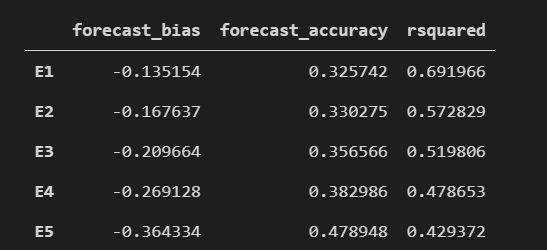 forecast_bias forecast_accuracy rsquared
E1 -0.135154 0.325742 0.691966
E2 -0.167637 0.330275 0.572829
E3 -0.209664 0.356566 0.519806
E4 -0.269128 0.382986 0.478653
E5 -0.364334 0.478948 0.429372